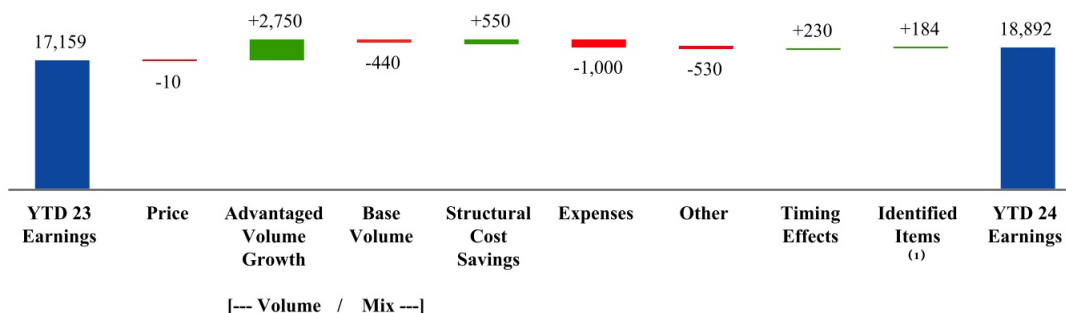 +2,750
+550
+230
+184
18,892
17,159
-10
-440
-1,000
-530
YTD 23 Earnings
Price
Advantaged Volume Growth
Base Volume
Structural Cost Savings
Expenses
Other
Timing Effects
Identified Items (1)
YTD 24 Earnings
[--- Volume / Mix ---]